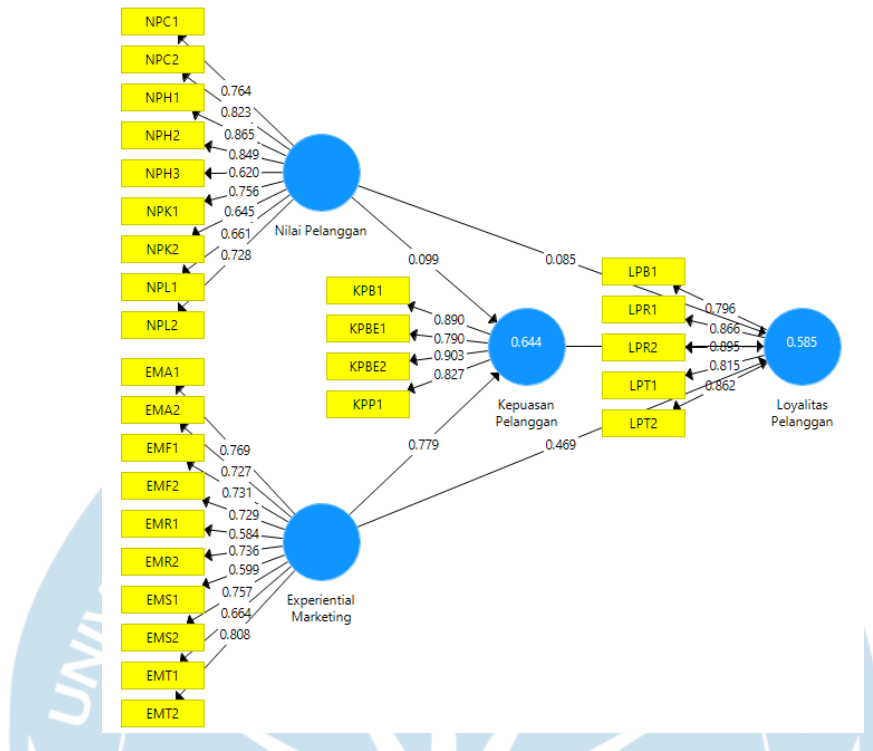 NPC1
NPC2
NPH1
NPH2
NPH3
NPK1
NPK2
NPL1
NPL2
0.764
0.823
0.865
0.849
0.620
0.756
0.645
0.661
0.728
Nilai Pelanggan
0.099
0.085
KPB1
KPBE1
KPBE2
KPP1
0.890
0.790
0.903
0.827
0.644
Kepuasan
Pelanggan
LPB1
LPR1
LPR2
LPT1
LPT2
0.796
0.866
0.895
0.815
0.862
0.585
Loyalitas
Pelanggan
EMA1
EMA2
EMF1
EMF2
EMR1
EMR2
EMS1
EMS2
EMT1
EMT2
0.769
0.727
0.731
0.729
0.584
0.736
0.599
0.757
0.664
0.808
0.779
0.469
Experiential
Marketing